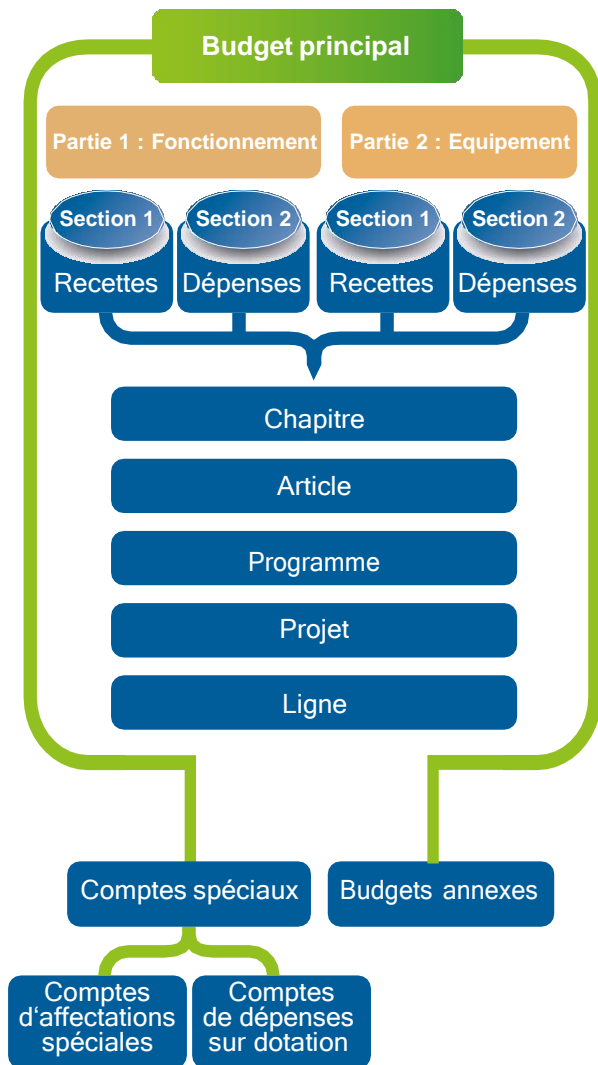 Budget principal
Partie 1 : Fonctionnement
Partie 2 : Equipement
Section 1
Section 2
Section 1
Section 2
Recettes
Dépenses
Recettes
Dépenses
Chapitre
Article
Programme
Projet
Ligne
Comptes spéciaux
Budgets annexes
Comptes
d‘affectations
spéciales
Comptes
de dépenses
sur dotation